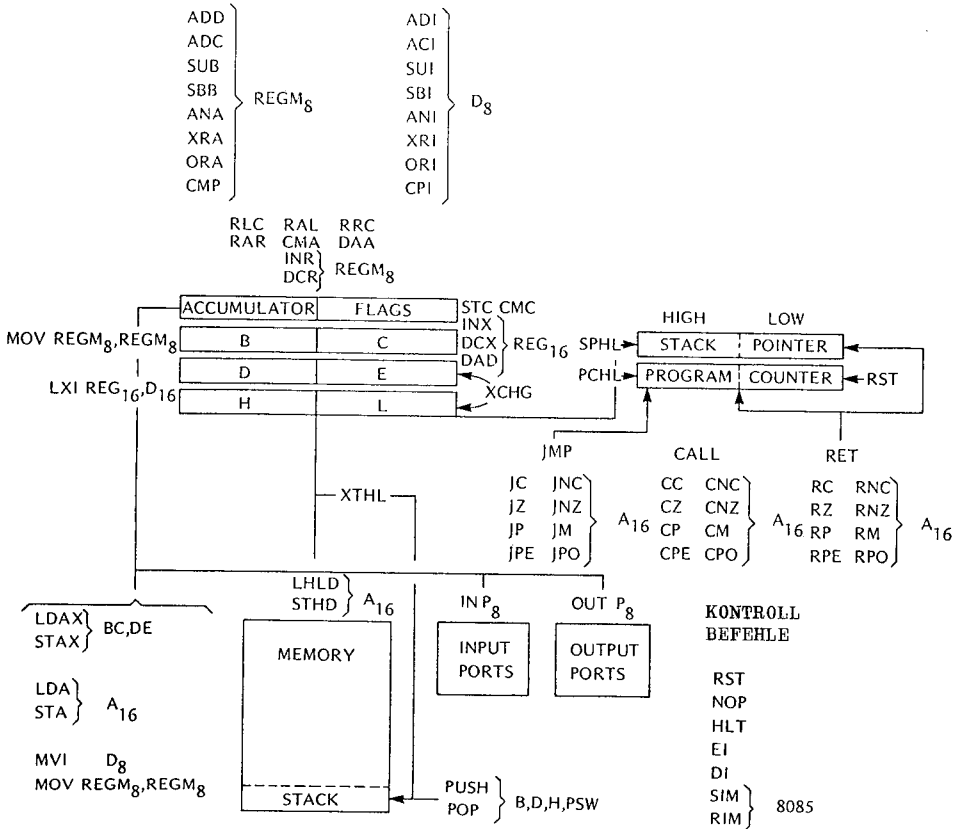 ADD
ADC
SUB
SBB
ANA
XRA
ORA
CMP
REGM8
ADI
ACI
SUI
SBI
ANI
XRI
ORI
CPI
D8
RLC RAL RRC
RAR CMA DAA
INR
DCR
REGM8
ACCUMULATOR FLAGS
STC CMC
MOV REGM8,REGM8
B C
INX
DCX
DAD
REG16
D E
XCHG
LXI REG16,D16
H L
HIGH LOW
SPHL
STACK POINTER
PCHL
PROGRAM COUNTER
RST
JMP
JC JNC
JZ JNZ
JP JM
JPE JPO
A16
CALL
CC CNC
CZ CNZ
CP CM
CPE CPO
A16
RET
RC RNC
RZ RNZ
RP RM
RPE RPO
A16
XTHL
LHLD
STHD
A16
IN P8
OUT P8
INPUT
PORTS
OUTPUT
PORTS
LDAX
STAX
BC,DE
LDA
STA
A16
MVI D8
MOV REGM8,REGM8
MEMORY
STACK
PUSH
POP
B,D,H,PSW
KONTROLL
BEFEHLE
RST
NOP
HLT
EI
DI
SIM
RIM
8085